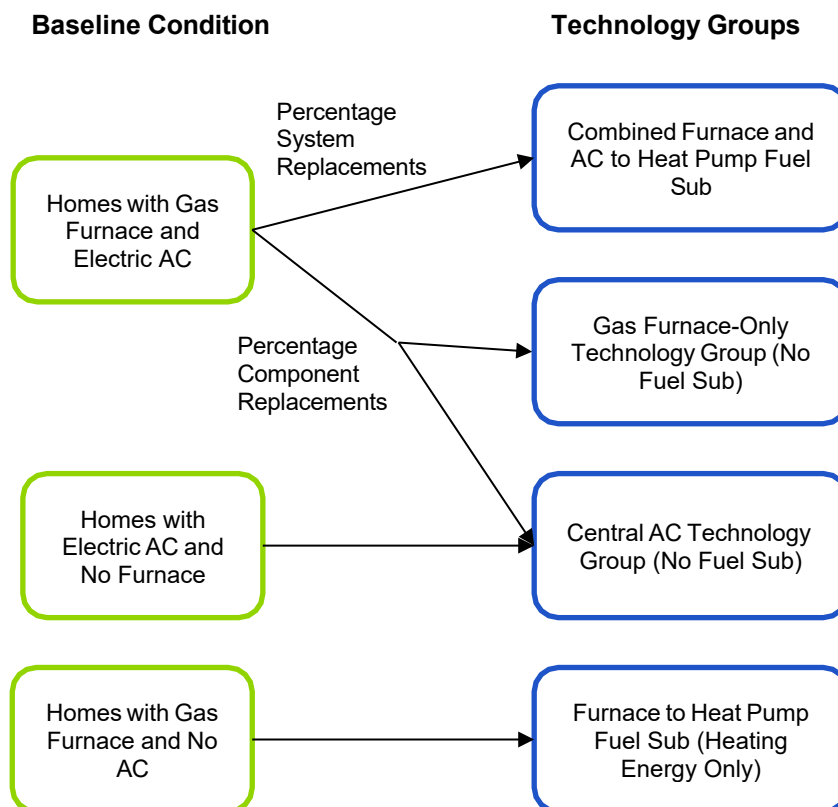 Baseline Condition
Technology Groups
Percentage
System
Replacements
Combined Furnace and
AC to Heat Pump Fuel
Sub
Homes with Gas
Furnace and
Electric AC
Gas Furnace-Only
Technology Group (No
Fuel Sub)
Percentage
Component
Replacements
Homes with
Electric AC and
No Furnace
Central AC Technology
Group (No Fuel Sub)
Homes with Gas
Furnace and No
AC
Furnace to Heat Pump
Fuel Sub (Heating
Energy Only)